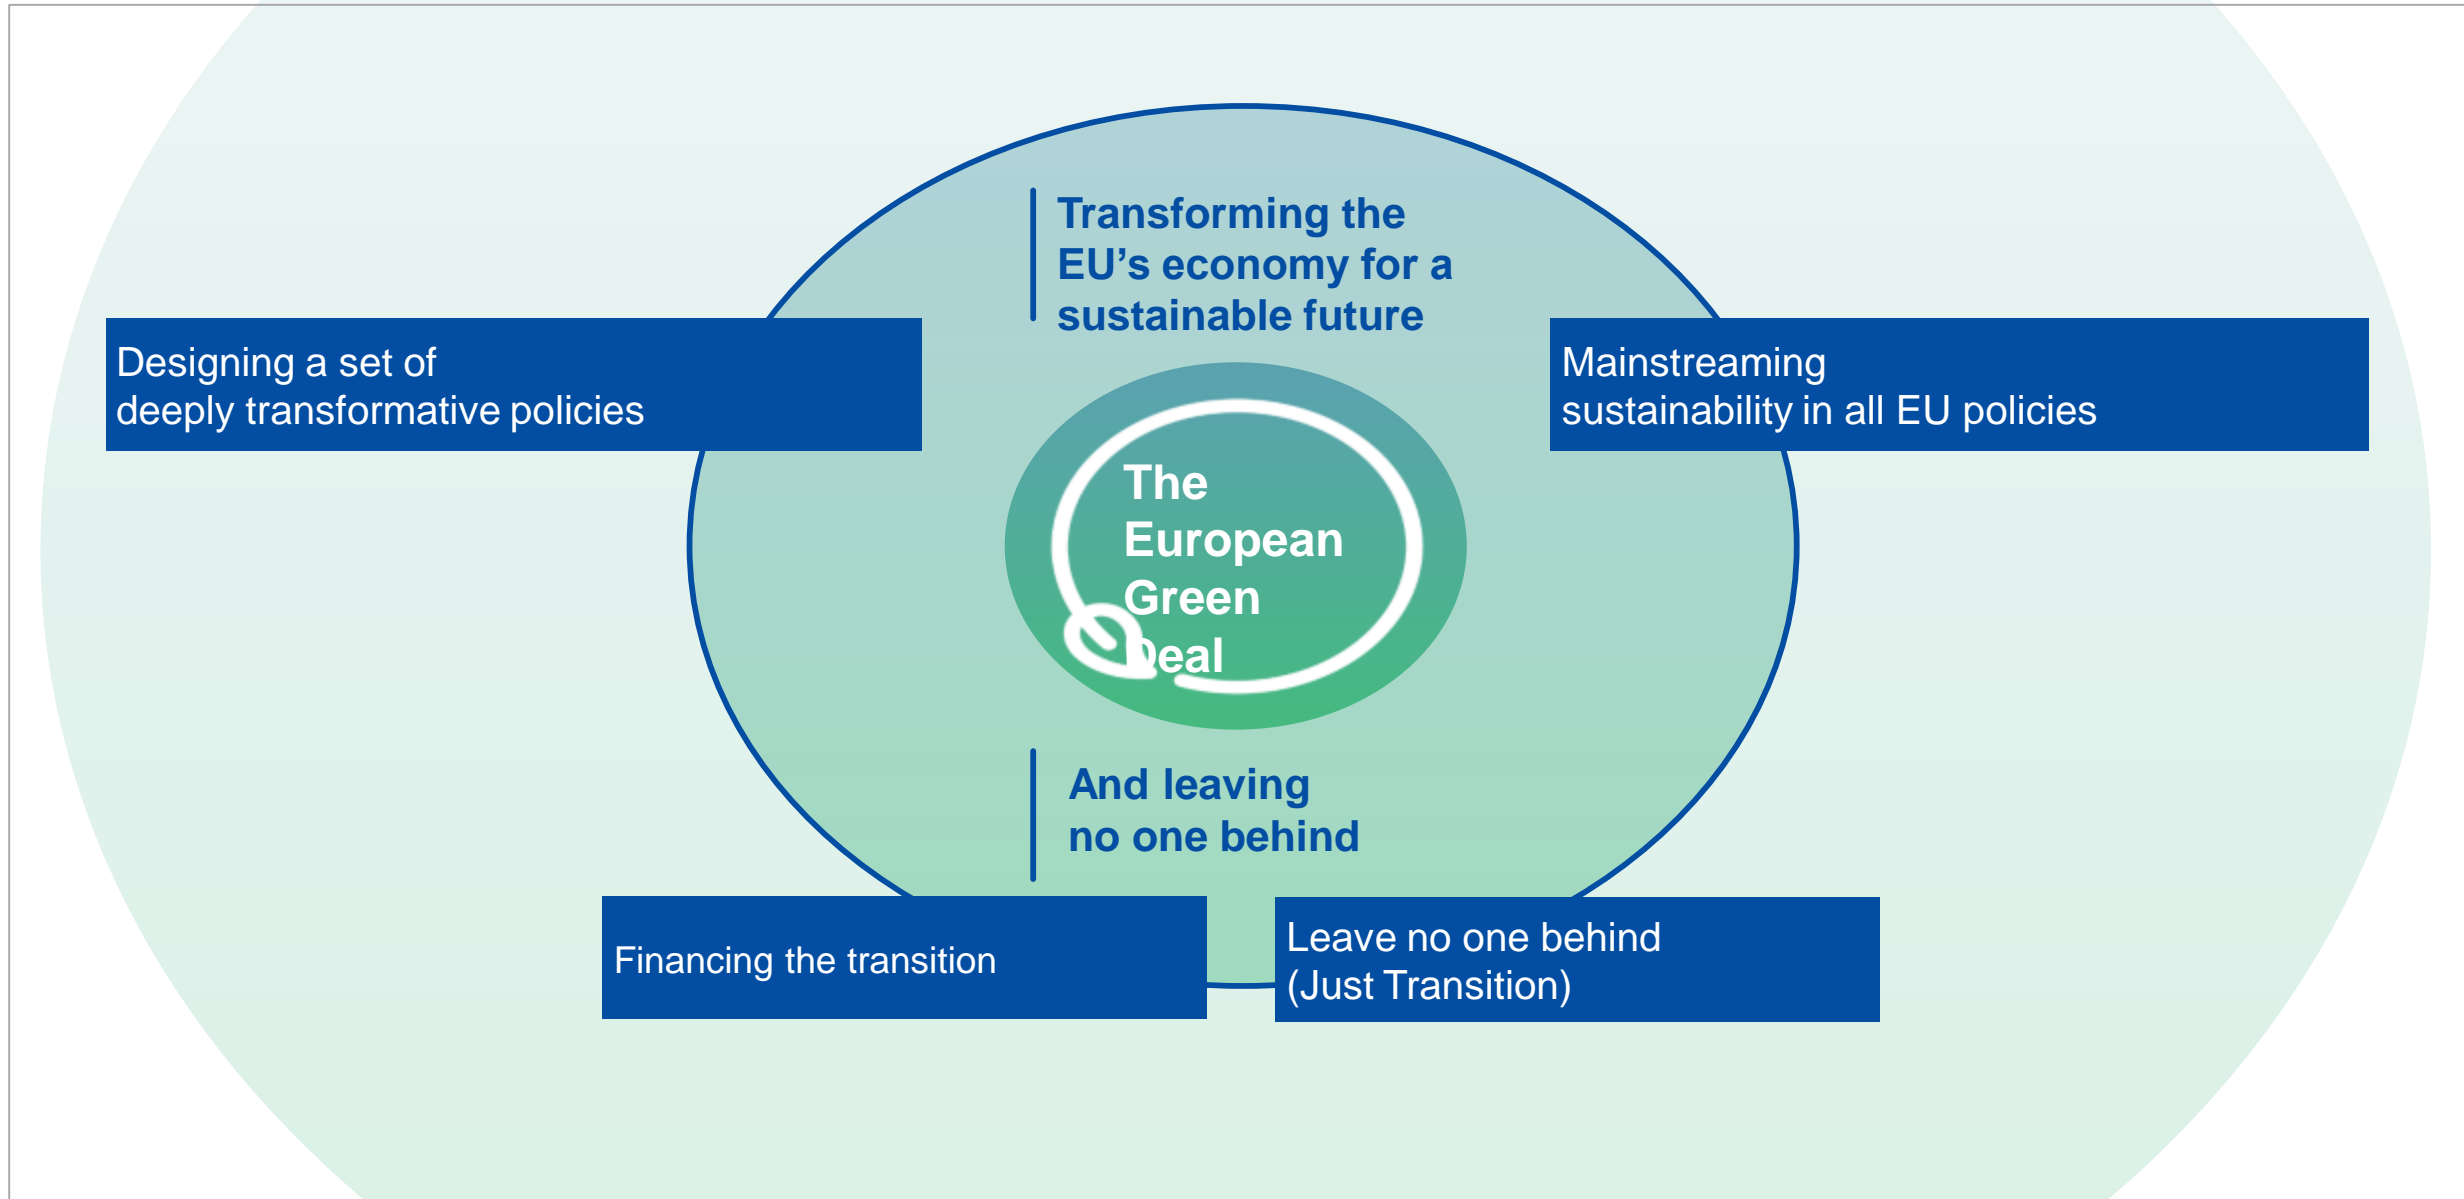 Transforming the
EU’s economy for a
sustainable future
Designing a set of
deeply transformative policies
Mainstreaming
sustainability in all EU policies
The
European
Green
Deal
And leaving
no one behind
Financing the transition
Leave no one behind
(Just Transition)